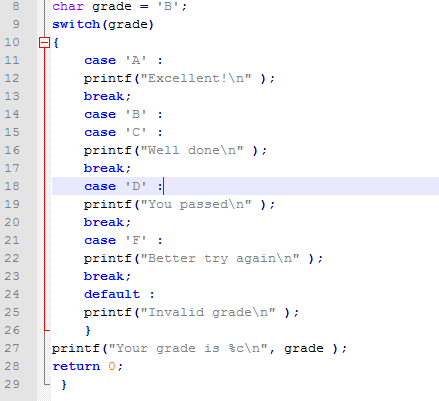 8 char grade = 'B';
9 switch(grade)
10 {
11 case 'A' :
12 printf("Excellent!\n" );
13 break;
14 case 'B' :
15 case 'C' :
16 printf("Well done\n" );
17 break;
18 case 'D' :
19 printf("You passed\n" );
20 break;
21 case 'F' :
22 printf("Better try again\n" );
23 break;
24 default :
25 printf("Invalid grade\n" );
26 }
27 printf("Your grade is %c\n", grade );
28 return 0;
29 }